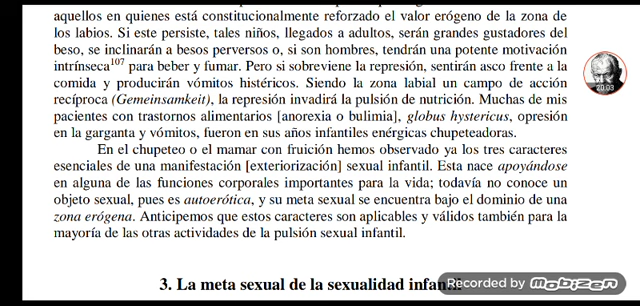 aquellos en quienes está constitucionalmente reforzado el valor erógeno de la zona de
los labios. Si este persiste, tales niños, llegados a adultos, serán grandes gustadores del
beso, se inclinarán a besos perversos o, si son hombres, tendrán una potente motivación
intrínseca107 para beber y fumar. Pero si sobreviene la represión, sentirán asco frente a la
comida y producirán vómitos histéricos. Siendo la zona labial un campo de acción
recíproca (Gemeinsamkeit), la represión invadirá la pulsión de nutrición. Muchas de mis
pacientes con trastornos alimentarios [anorexia o bulimia], globus hystericus, opresión
en la garganta y vómitos, fueron en sus años infantiles enérgicas chupeteadoras.
En el chupeteo o el mamar con fruición hemos observado ya los tres caracteres
esenciales de una manifestación [exteriorización] sexual infantil. Esta nace apoyándose
en alguna de las funciones corporales importantes para la vida; todavía no conoce un
objeto sexual, pues es autoerótica, y su meta sexual se encuentra bajo el dominio de una
zona erógena. Anticipemos que estos caracteres son aplicables y válidos también para la
mayoría de las otras actividades de la pulsión sexual infantil.
3. La meta sexual de la sexualidad infantil
20:03
Recorded by Mobizen